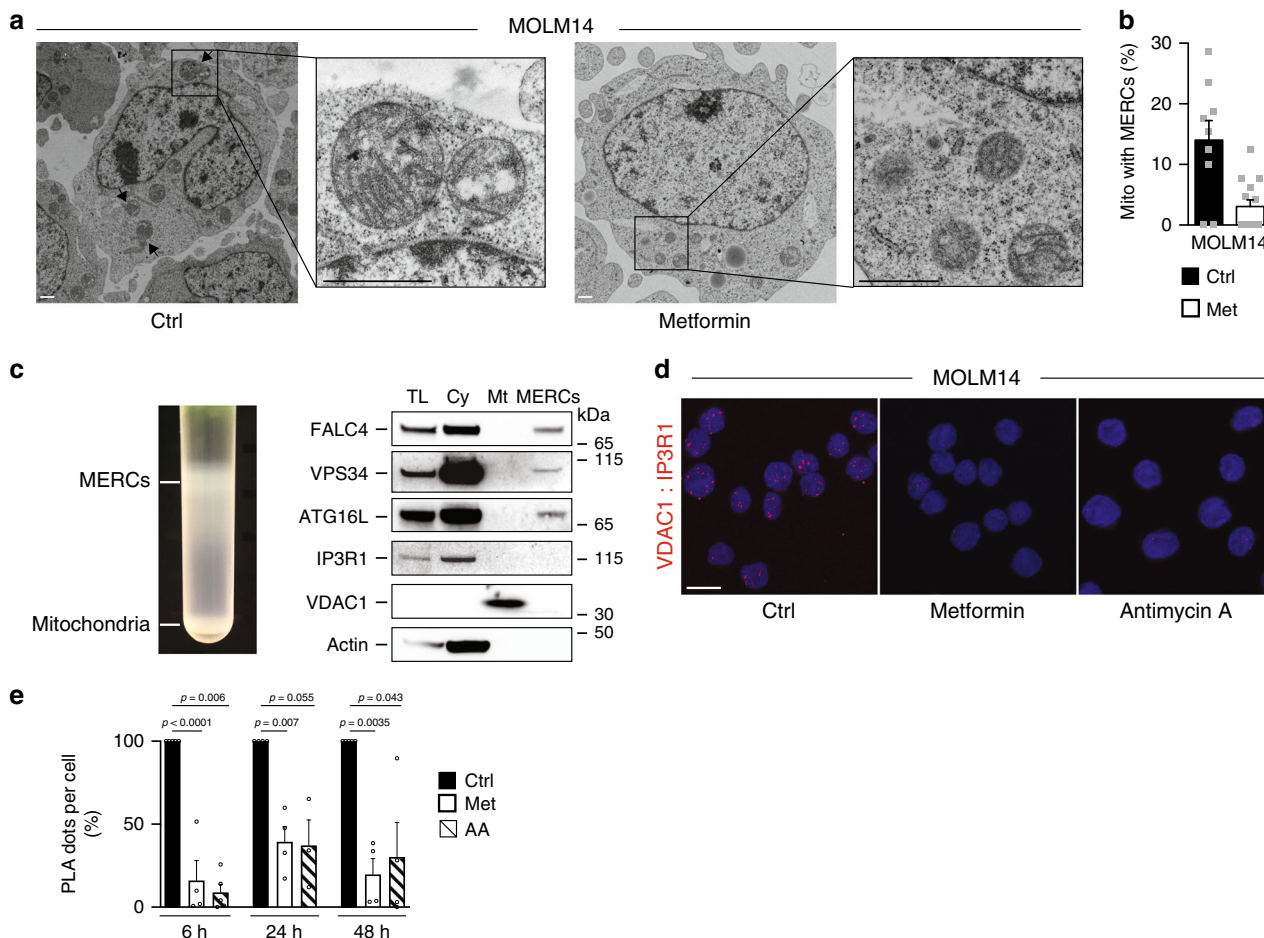 a
MOLM14
Ctrl
Metformin
b
Mito with MERCs (%)
30
20
10
0
MOLM14
Ctrl
Met
c
MERCs
Mitochondria
TL Cy Mt MERCs
kDa
FALC4
65
115
VPS34
ATG16L
65
IP3R1
115
VDAC1
30
50
Actin
d
MOLM14
VDAC1 : IP3R1
Ctrl
Metformin
Antimycin A
e
p = 0.006
p = 0.055
p = 0.043
p < 0.0001
p = 0.007
p = 0.0035
PLA dots per cell
(%)
100
50
0
6 h
24 h
48 h
Ctrl
Met
AA